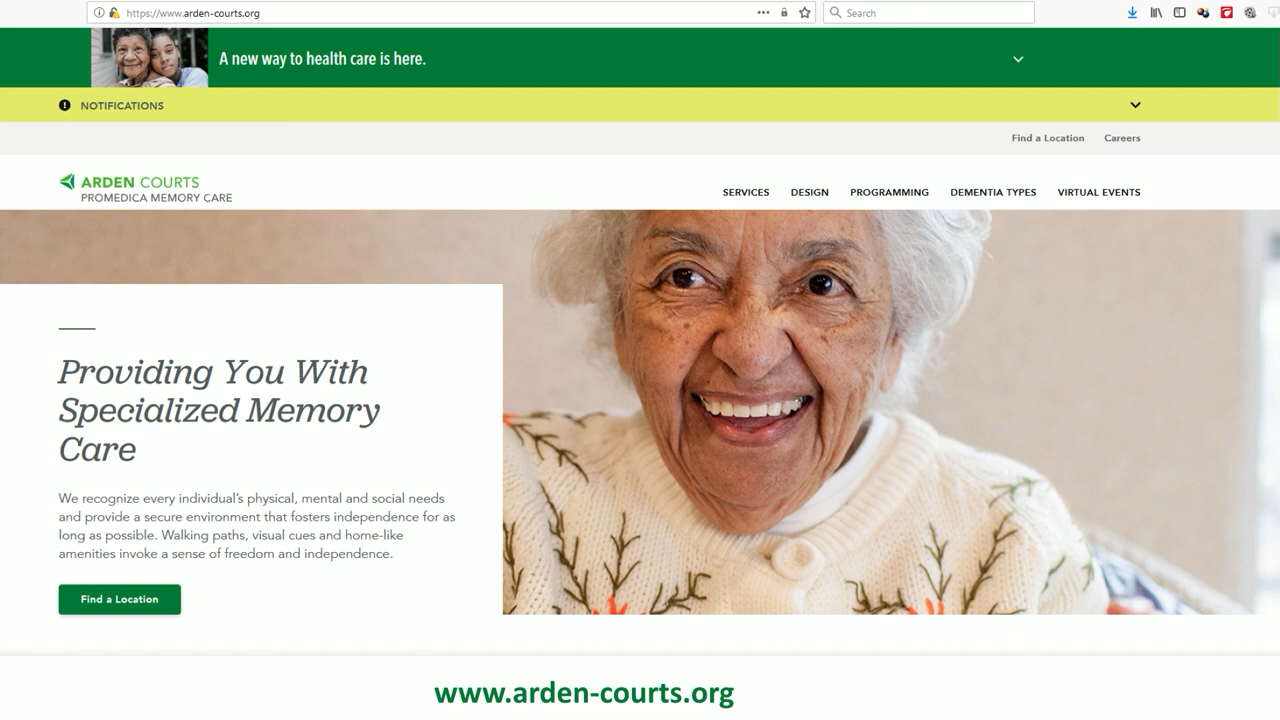 https://www.arden-courts.org
Search
A new way to health care is here.
NOTIFICATIONS
Find a Location Careers
ARDEN COURTS
PROMEDICA MEMORY CARE
SERVICES DESIGN PROGRAMMING DEMENTIA TYPES VIRTUAL EVENTS
Providing You With
Specialized Memory
Care
We recognize every individual's physical, mental and social needs
and provide a secure environment that fosters independence for as
long as possible. Walking paths, visual cues and home-like
amenities invoke a sense of freedom and independence.
Find a Location
www.arden-courts.org